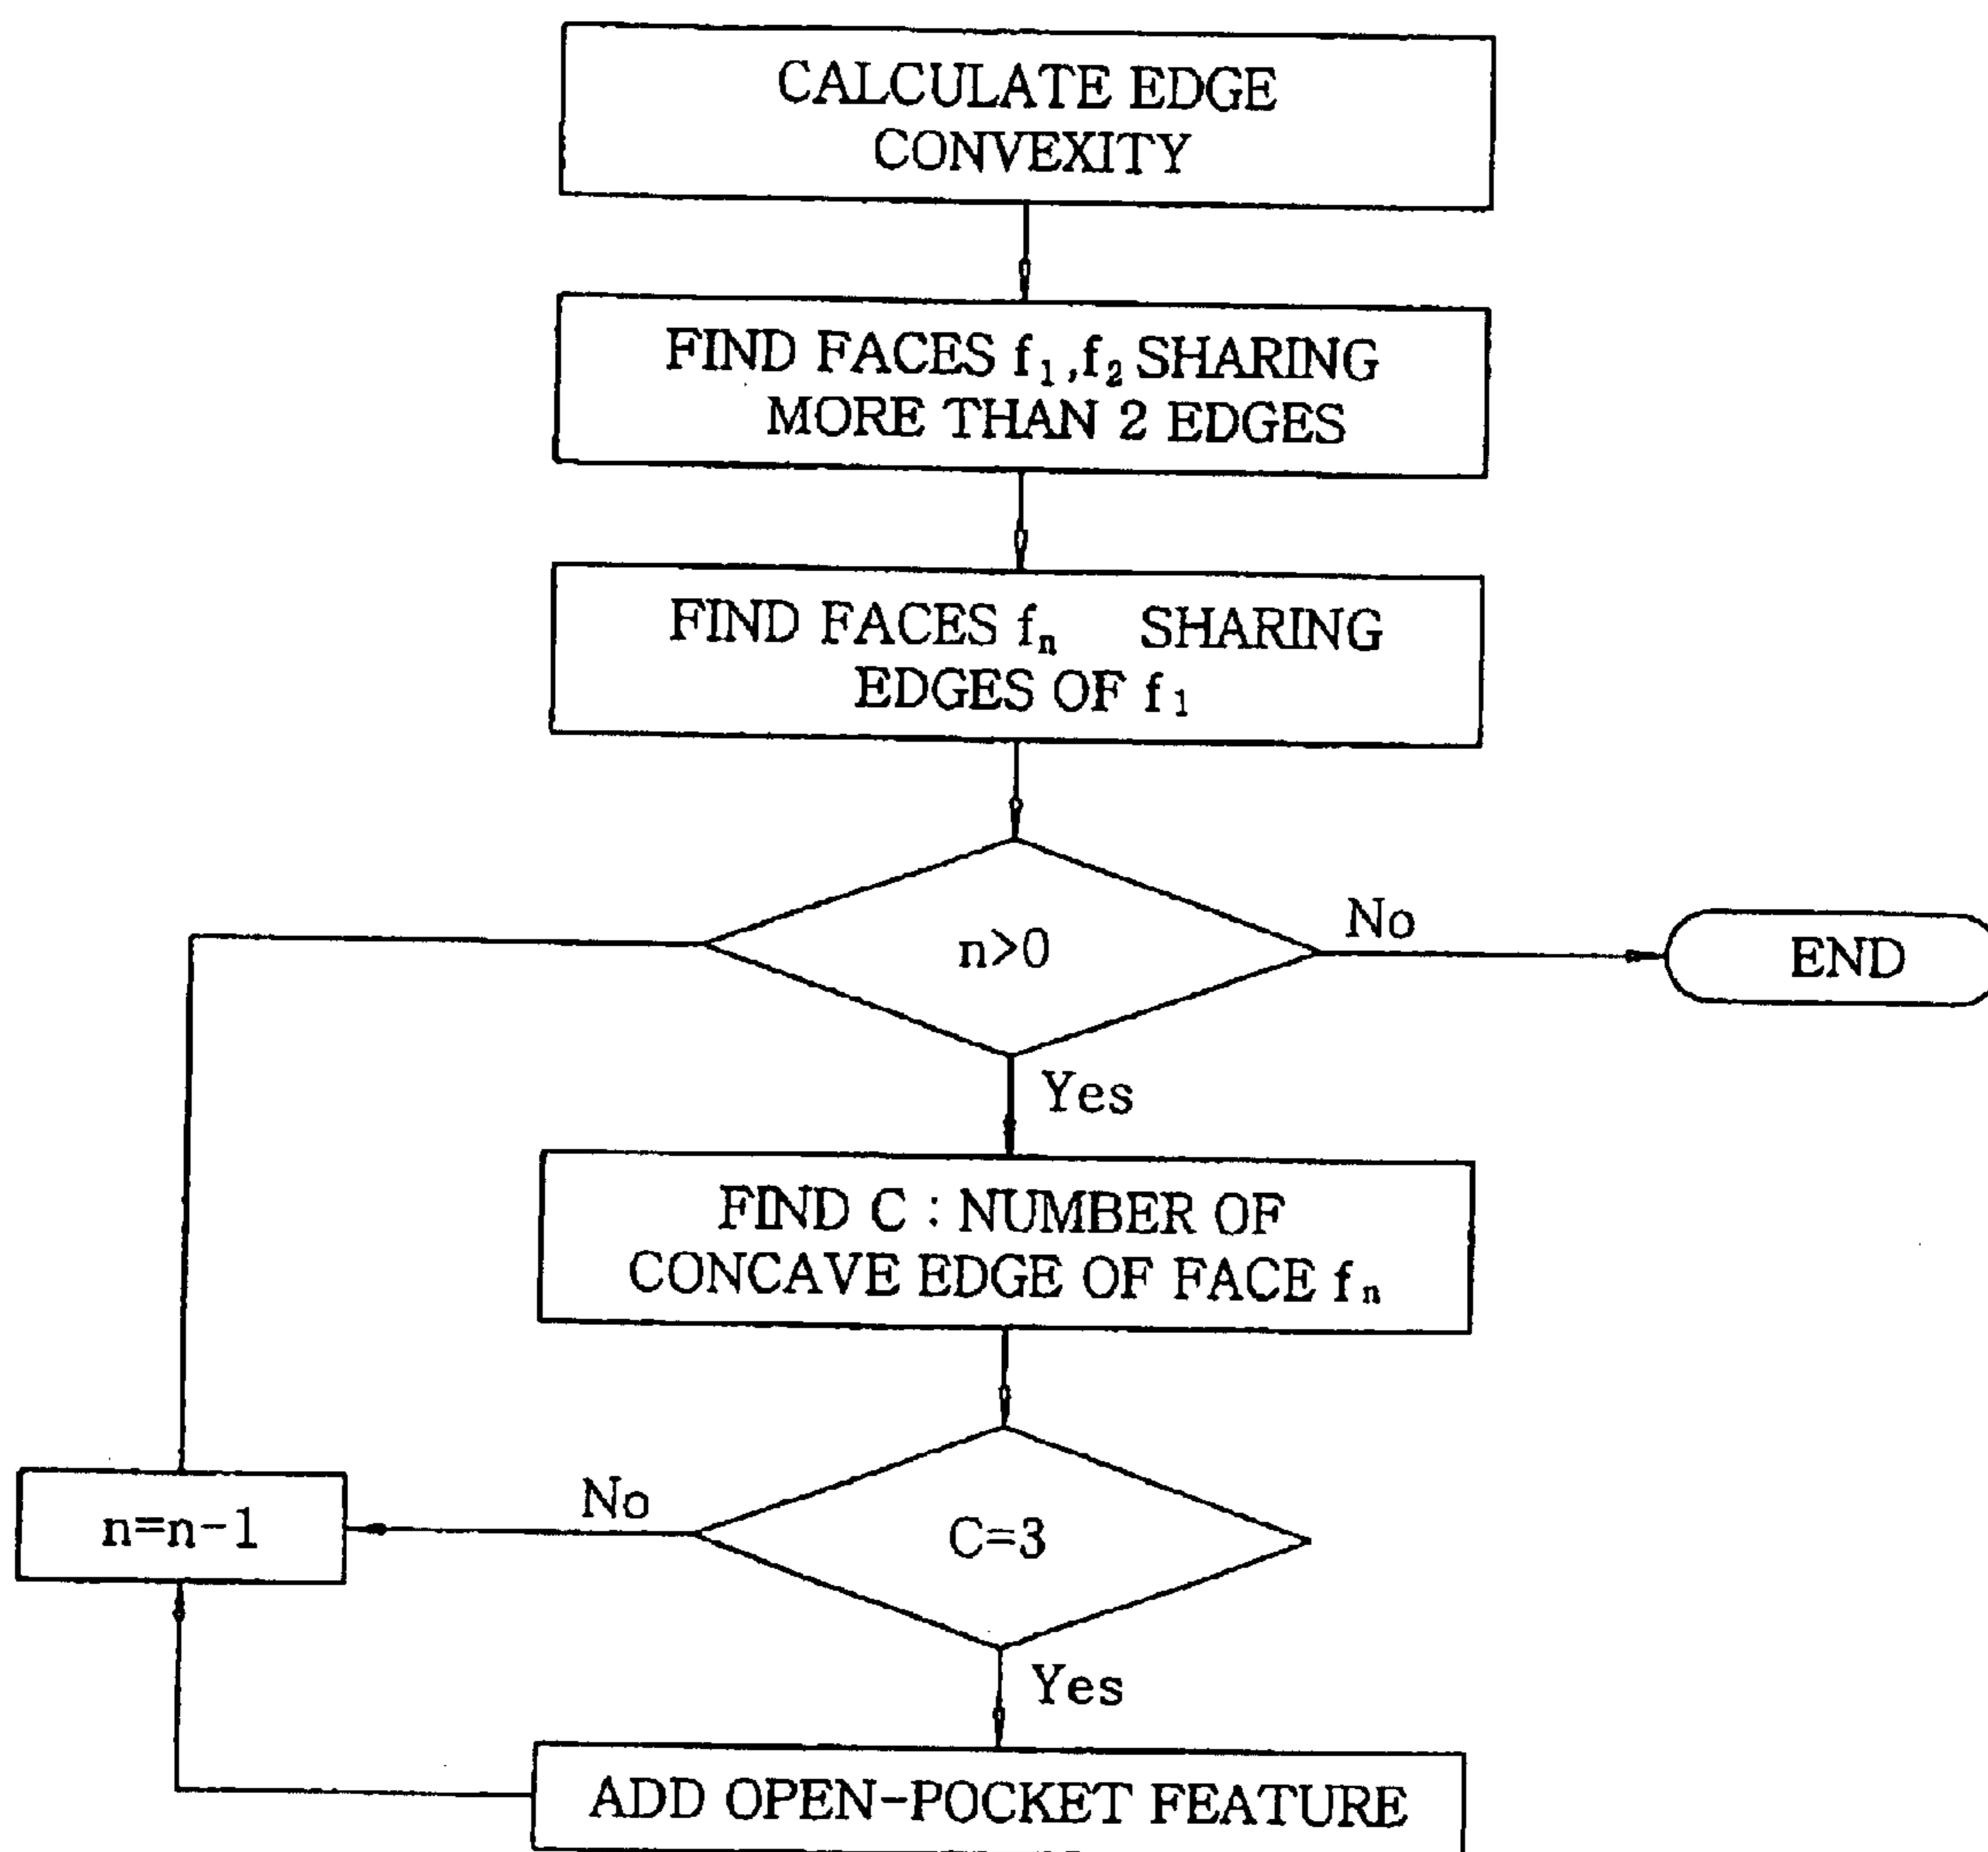 CALCULATE EDGE
CONVEXITY
FIND FACES f₁,f₂ SHARING
MORE THAN 2 EDGES
FIND FACES fₙ SHARING
EDGES OF f₁
n>0
No
END
Yes
FIND C : NUMBER OF
CONCAVE EDGE OF FACE fₙ
C=3
No
n=n-1
Yes
ADD OPEN-POCKET FEATURE